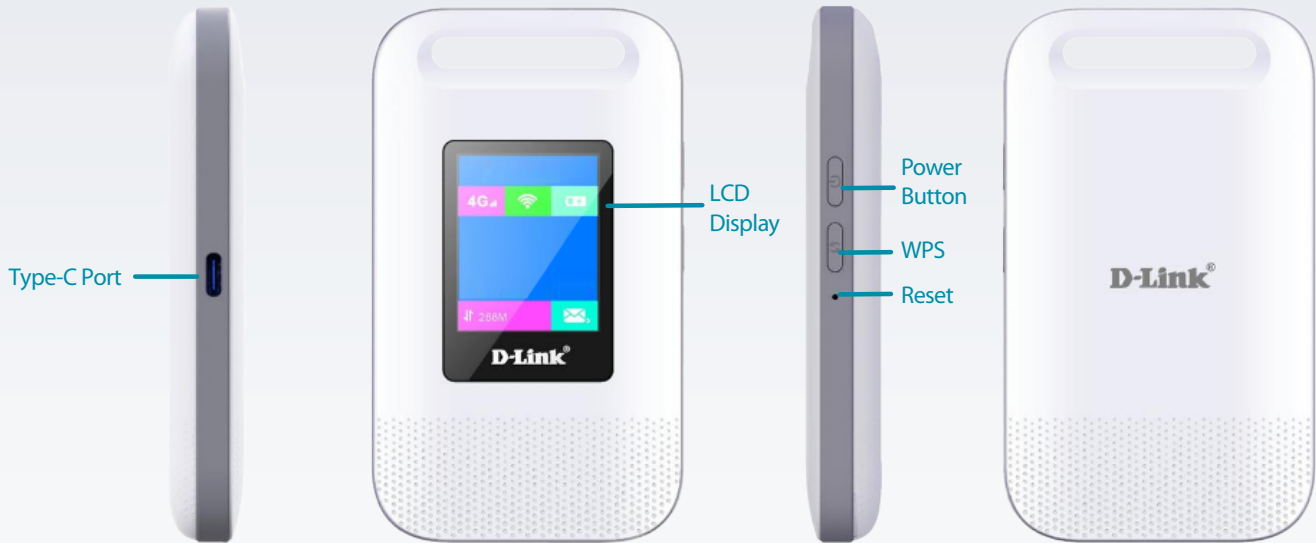 Type-C Port
4G
288M
D-Link®
LCD
Display
Power
Button
WPS
Reset
D-Link®